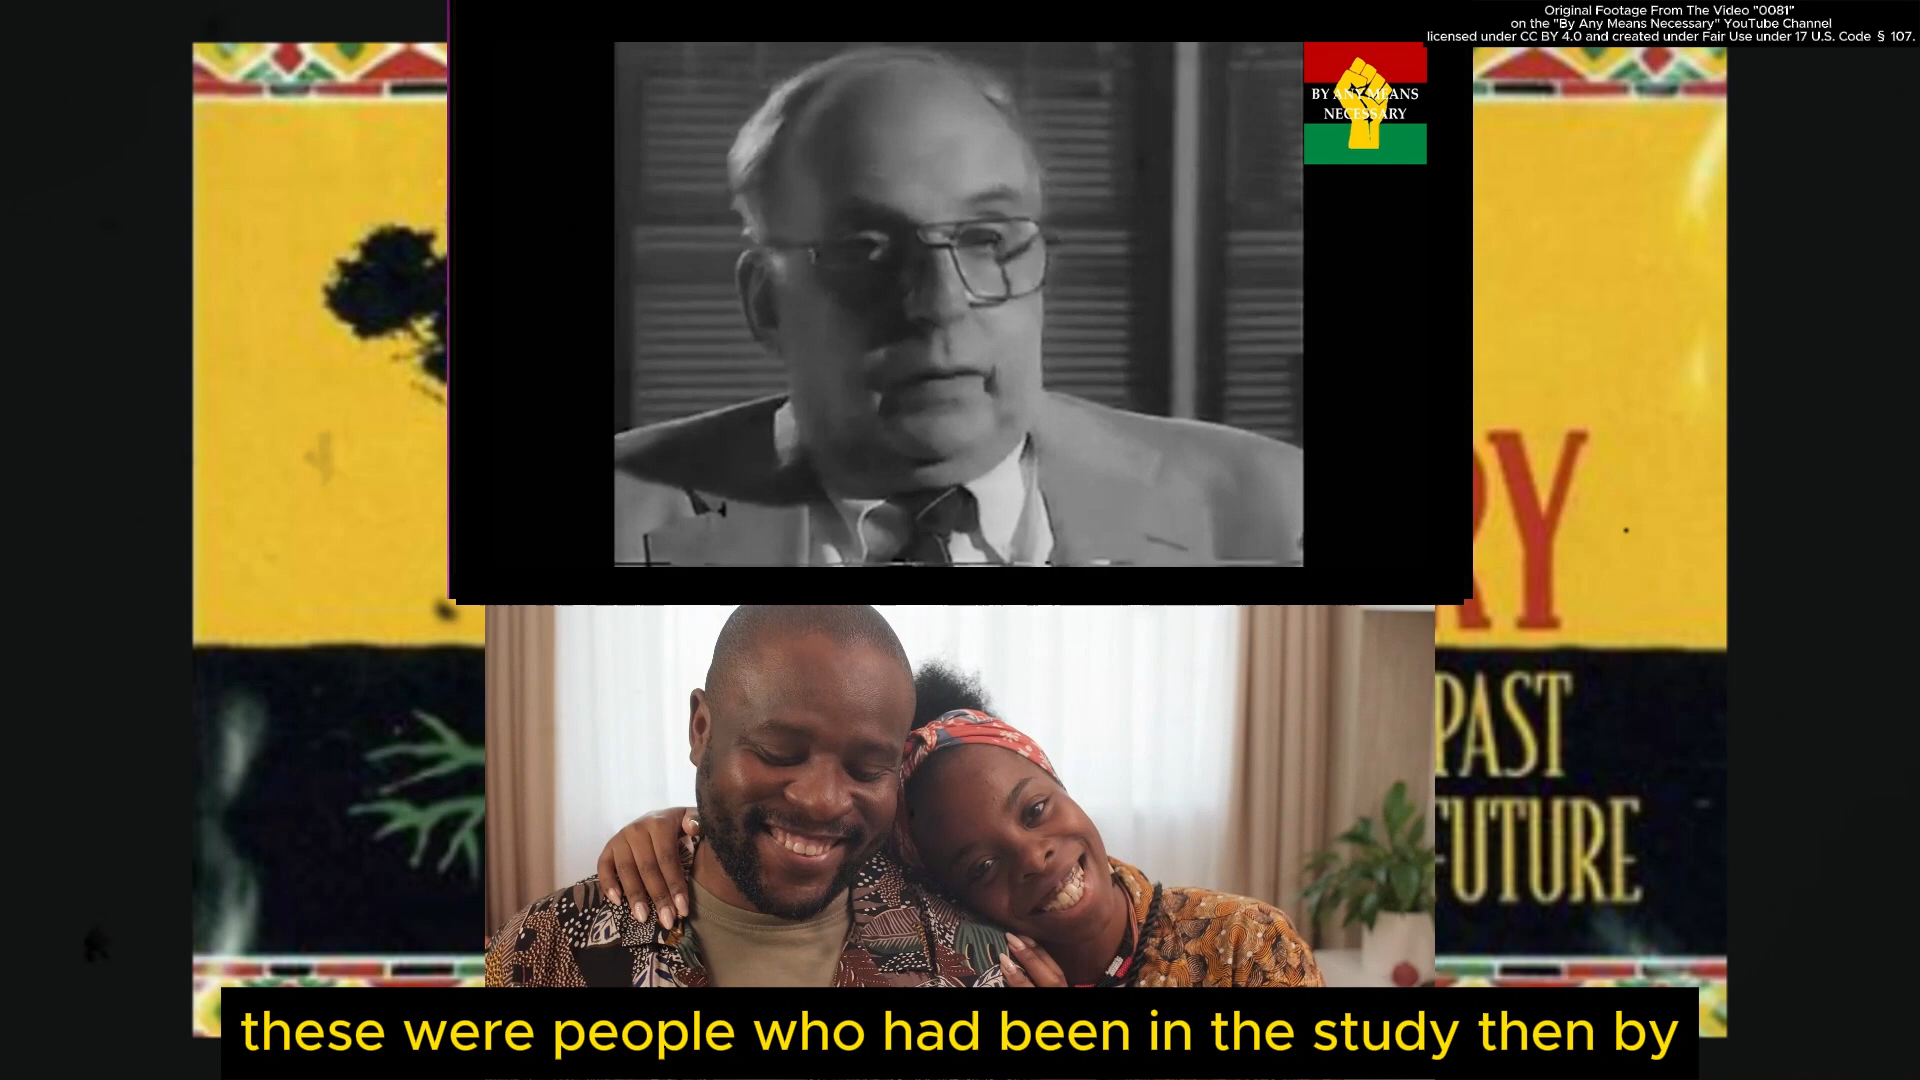 Original Footage From The Video "0081"
on the "By Any Means Necessary" YouTube Channel
licensed under CC BY 4.0 and created under Fair Use under 17 U.S. Code § 107.
BY ANY MEANS
NECESSARY
RY
PAST
FUTURE
these were people who had been in the study then by